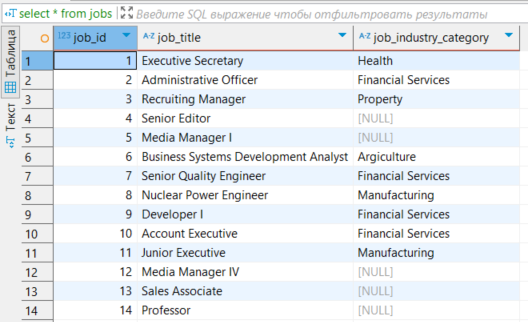 select * from jobs Введите SQL выражение чтобы отфильтровать результаты
Таблица
Текст
123 job_id A-Z job_title A-Z job_industry_category
1 1 Executive Secretary Health
2 2 Administrative Officer Financial Services
3 3 Recruiting Manager Property
4 4 Senior Editor [NULL]
5 5 Media Manager I [NULL]
6 6 Business Systems Development Analyst Argiculture
7 7 Senior Quality Engineer Financial Services
8 8 Nuclear Power Engineer Manufacturing
9 9 Developer I Financial Services
10 10 Account Executive Financial Services
11 11 Junior Executive Manufacturing
12 12 Media Manager IV [NULL]
13 13 Sales Associate [NULL]
14 14 Professor [NULL]